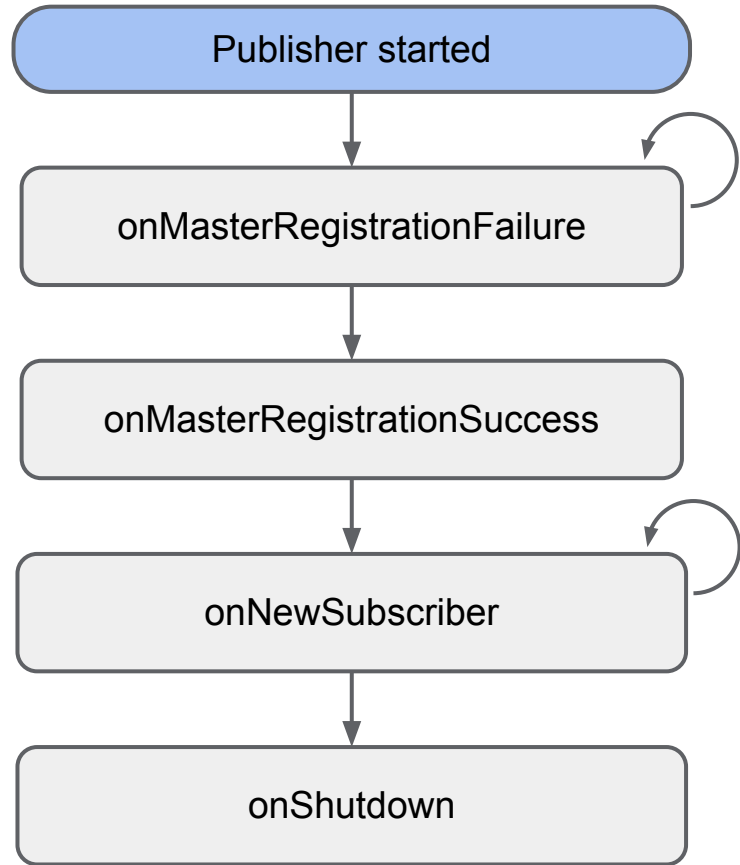 Publisher started
onMasterRegistrationFailure
onMasterRegistrationSuccess
onNewSubscriber
onShutdown